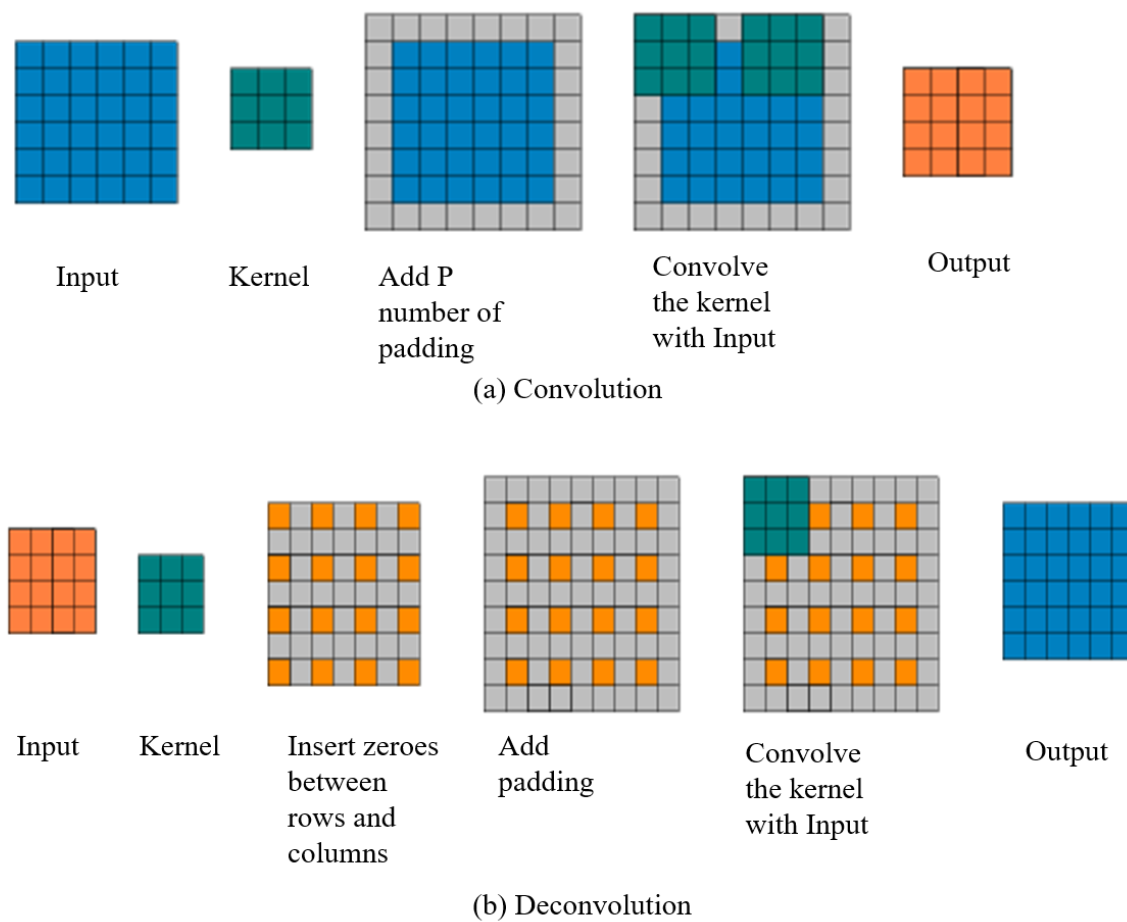 Input
Kernel
Add P
number of
padding
Convolve
the kernel
with Input
Output
(a) Convolution
Input
Kernel
Insert zeroes
between
rows and
columns
Add
padding
Convolve
the kernel
with Input
Output
(b) Deconvolution